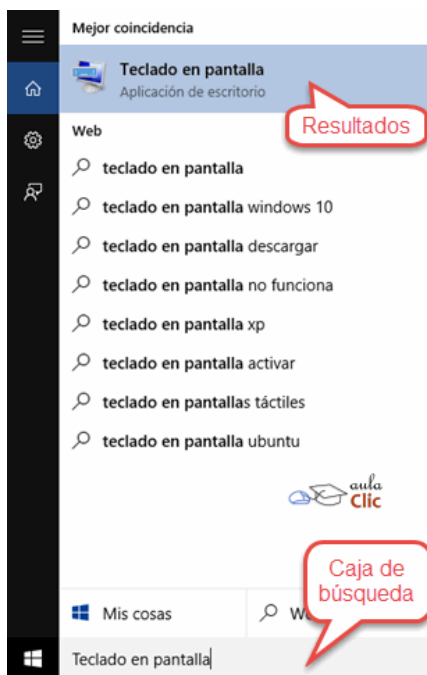 Mejor coincidencia
Teclado en pantalla
Aplicación de escritorio
Resultados
Web
teclado en pantalla
teclado en pantalla windows 10
teclado en pantalla descargar
teclado en pantalla no funciona
teclado en pantalla xp
teclado en pantalla activar
teclado en pantallas táctiles
teclado en pantalla ubuntu
aula
Clic
Caja de
búsqueda
Mis cosas
Teclado en pantalla